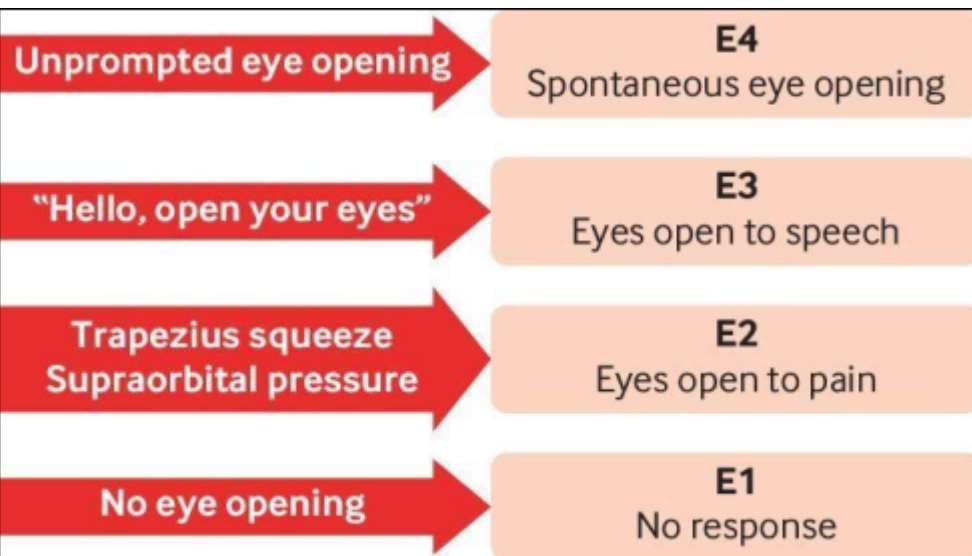 Unprompted eye opening
E4
Spontaneous eye opening
“Hello, open your eyes”
E3
Eyes open to speech
Trapezius squeeze
Supraorbital pressure
E2
Eyes open to pain
No eye opening
E1
No response